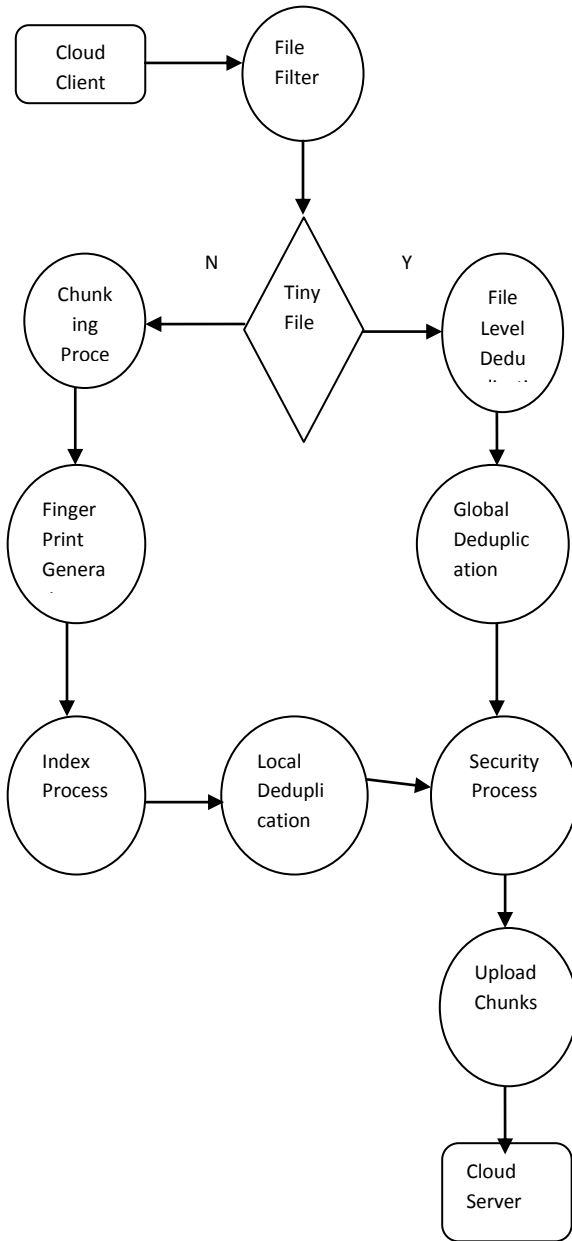 Cloud
Client
File
Filter
N
Y
Tiny
File
Chunk
ing
Proce
File
Level
Dedu
Finger
Print
Genera
Global
Deduplic
ation
Index
Process
Local
Dedupli
cation
Security
Process
Upload
Chunks
Cloud
Server